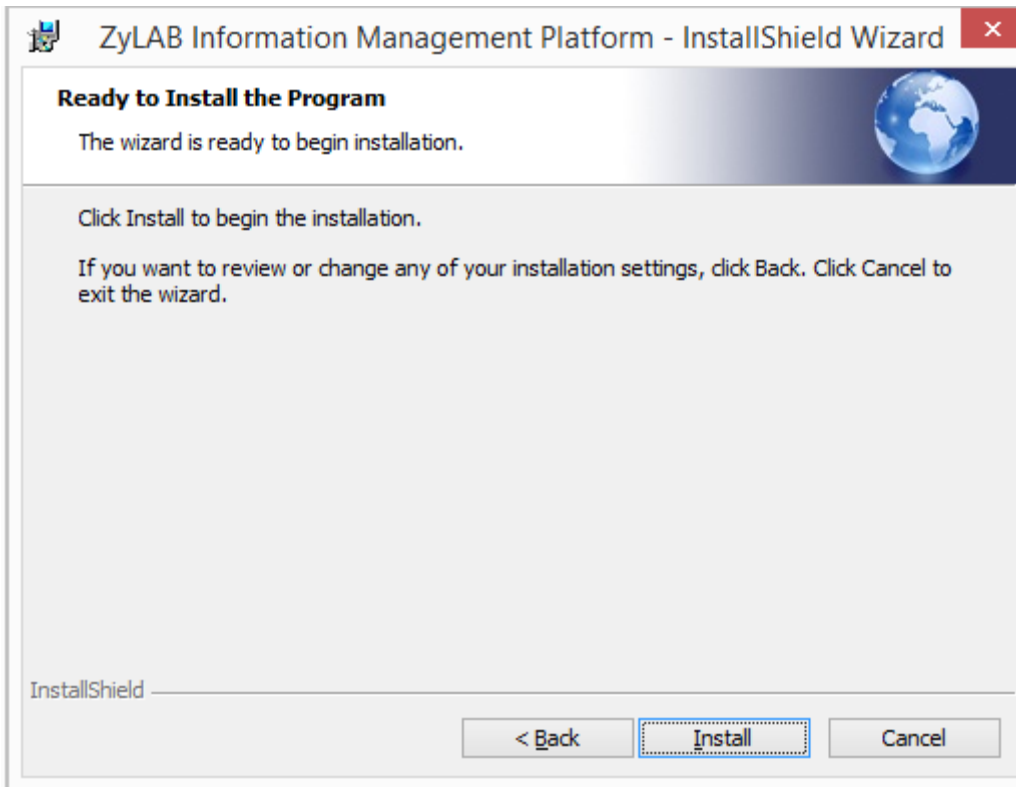 ZyLAB Information Management Platform - InstallShield Wizard
Ready to Install the Program
The wizard is ready to begin installation.
Click Install to begin the installation.
If you want to review or change any of your installation settings, click Back. Click Cancel to
exit the wizard.
InstallShield
< Back
Install
Cancel